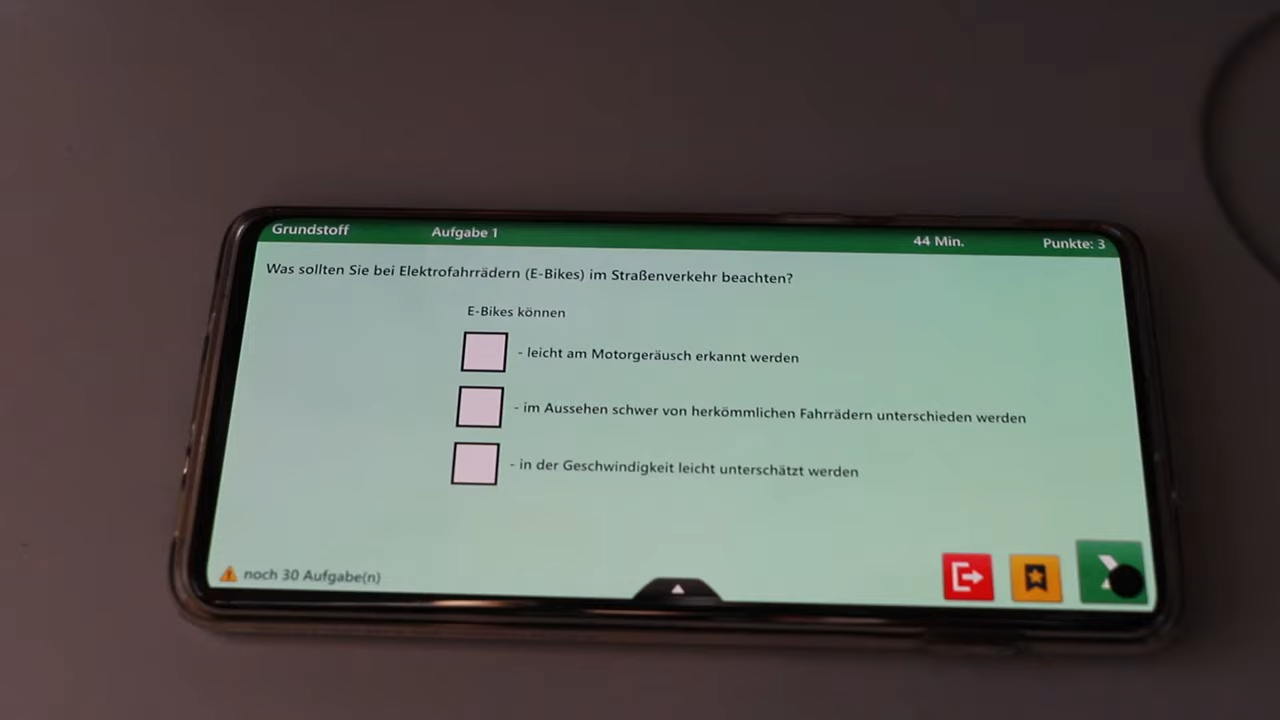 Grundstoff Aufgabe 1 44 Min. Punkte: 3
Was sollten Sie bei Elektrofahrrädern (E-Bikes) im Straßenverkehr beachten?
E-Bikes können
- leicht am Motorgeräusch erkannt werden
- im Aussehen schwer von herkömmlichen Fahrrädern unterschieden werden
- in der Geschwindigkeit leicht unterschätzt werden
noch 30 Aufgabe(n)